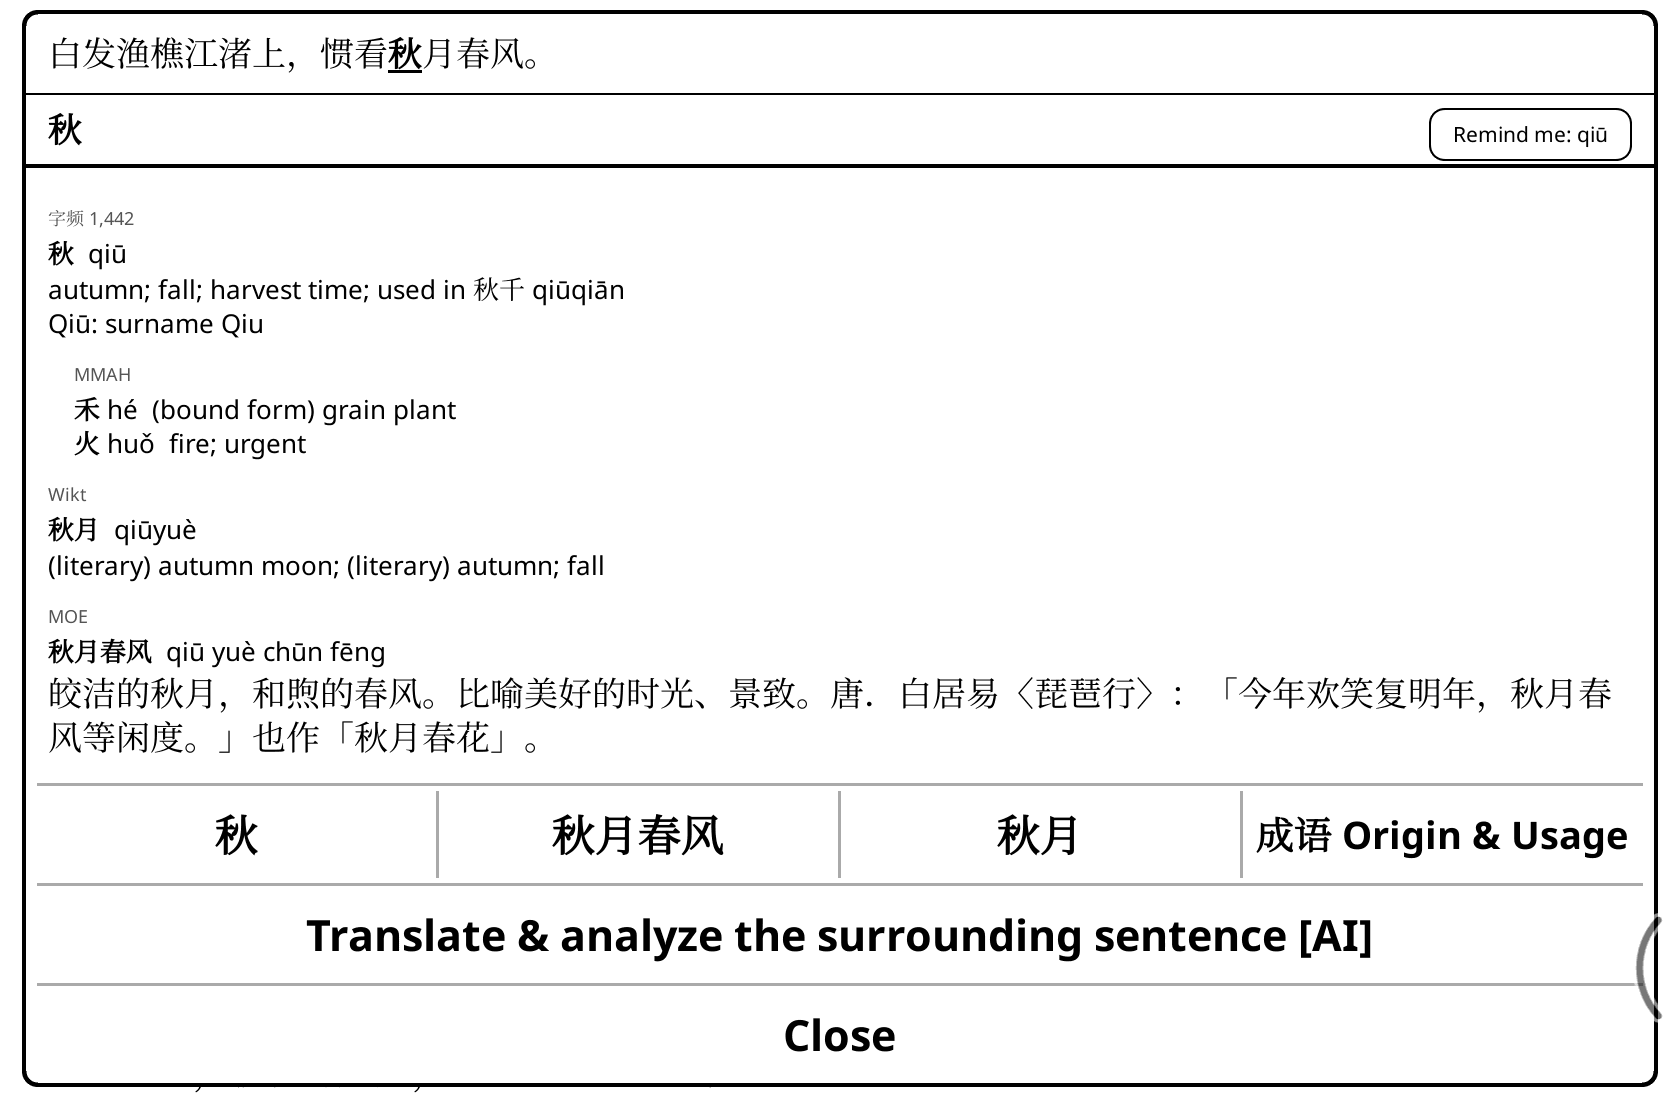 白发渔樵江渚上，惯看秋月春风。
秋
Remind me: qiū
字频 1,442
秋 qiū
autumn; fall; harvest time; used in 秋千 qiūqiān
Qiū: surname Qiu
MMAH
禾 hé (bound form) grain plant
火 huǒ fire; urgent
Wikt
秋月 qiūyuè
(literary) autumn moon; (literary) autumn; fall
MOE
秋月春风 qiū yuè chūn fēng
皎洁的秋月，和煦的春风。比喻美好的时光、景致。唐．白居易〈琵琶行〉：「今年欢笑复明年，秋月春
风等闲度。」也作「秋月春花」。
秋
秋月春风
秋月
成语 Origin & Usage
Translate & analyze the surrounding sentence [AI]
Close